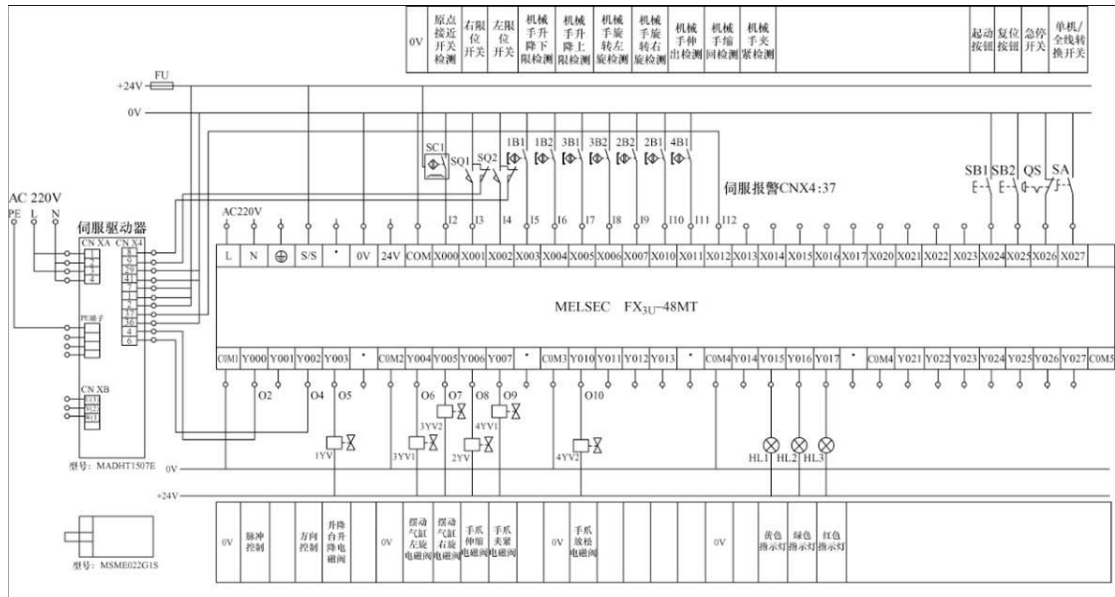 0V
原点
接近
开关
检测
右限
位
开关
左限
位
开关
机械
手升
降下
限检测
机械
手升
降上
限检测
机械
手旋
转左
旋检测
机械
手旋
转右
旋检测
机械
手伸
出检测
机械
手缩
回检测
机械
手夹
紧检测
起动
按钮
复位
按钮
急停
开关
单机/
全线转
换开关
FU
+24V
0V
SC1
SQ1
SQ2
1B1
1B2
3B1
3B2
2B2
2B1
4B1
SB1
SB2
QS
SA
伺服报警CNX4:37
AC 220V
PE L N
伺服驱动器
CN XA
CN X4
4
8
9
29
41
7
1
2
37
36
4
6
PE端子
CN XB
型号：MADHT1507E
型号：MSME022G1S
AC220V
I2 I3 I4 I5 I6 I7 I8 I9 I10 I11 I12
L N S/S • 0V 24V COM X000 X001 X002 X003 X004 X005 X006 X007 X010 X011 X012 X013 X014 X015 X016 X017 X020 X021 X022 X023 X024 X025 X026 X027
MELSEC FX3U-48MT
COM1 Y000 Y001 Y002 Y003 • COM2 Y004 Y005 Y006 Y007 • COM3 Y010 Y011 Y012 Y013 • COM4 Y014 Y015 Y016 Y017 • COM4 Y021 Y022 Y023 Y024 Y025 Y026 Y027 COM5
O2 O4 O5 O6 O7 O8 O9 O10
1YV
3YV1
3YV2
2YV
4YV1
4YV2
HL1
HL2
HL3
0V
+24V
0V
脉冲
控制
方向
控制
升降
台升
降电
磁阀
0V
摆动
气缸
左旋
电磁阀
摆动
气缸
右旋
电磁阀
手爪
伸缩
电磁阀
手爪
夹紧
电磁阀
0V
手爪
放松
电磁阀
0V
黄色
指示灯
绿色
指示灯
红色
指示灯